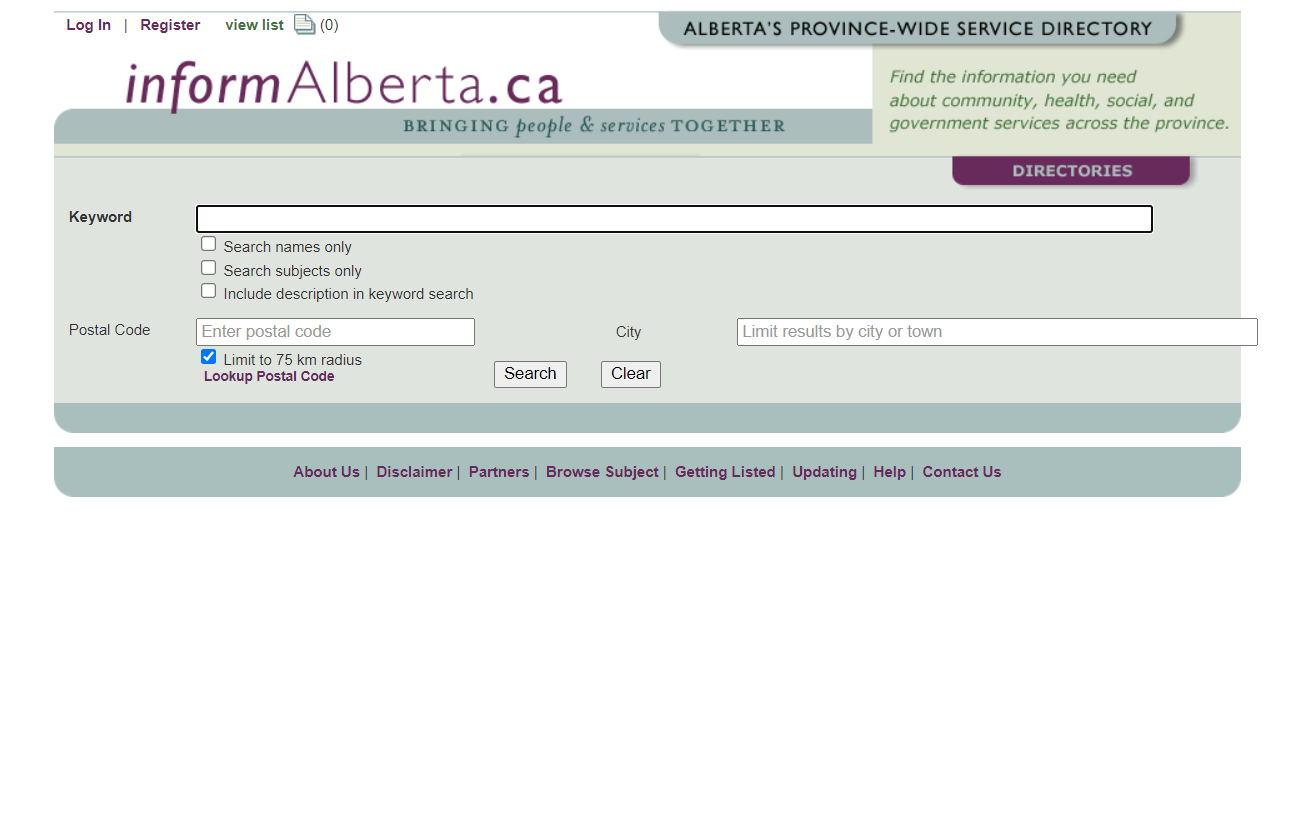 Log In | Register view list (0)
ALBERTA'S PROVINCE-WIDE SERVICE DIRECTORY
informAlberta.ca
BRINGING people & services TOGETHER
Find the information you need
about community, health, social, and
government services across the province.
DIRECTORIES
Keyword
Search names only
Search subjects only
Include description in keyword search
Postal Code Enter postal code City Limit results by city or town
Limit to 75 km radius
Lookup Postal Code Search Clear
About Us | Disclaimer | Partners | Browse Subject | Getting Listed | Updating | Help | Contact Us